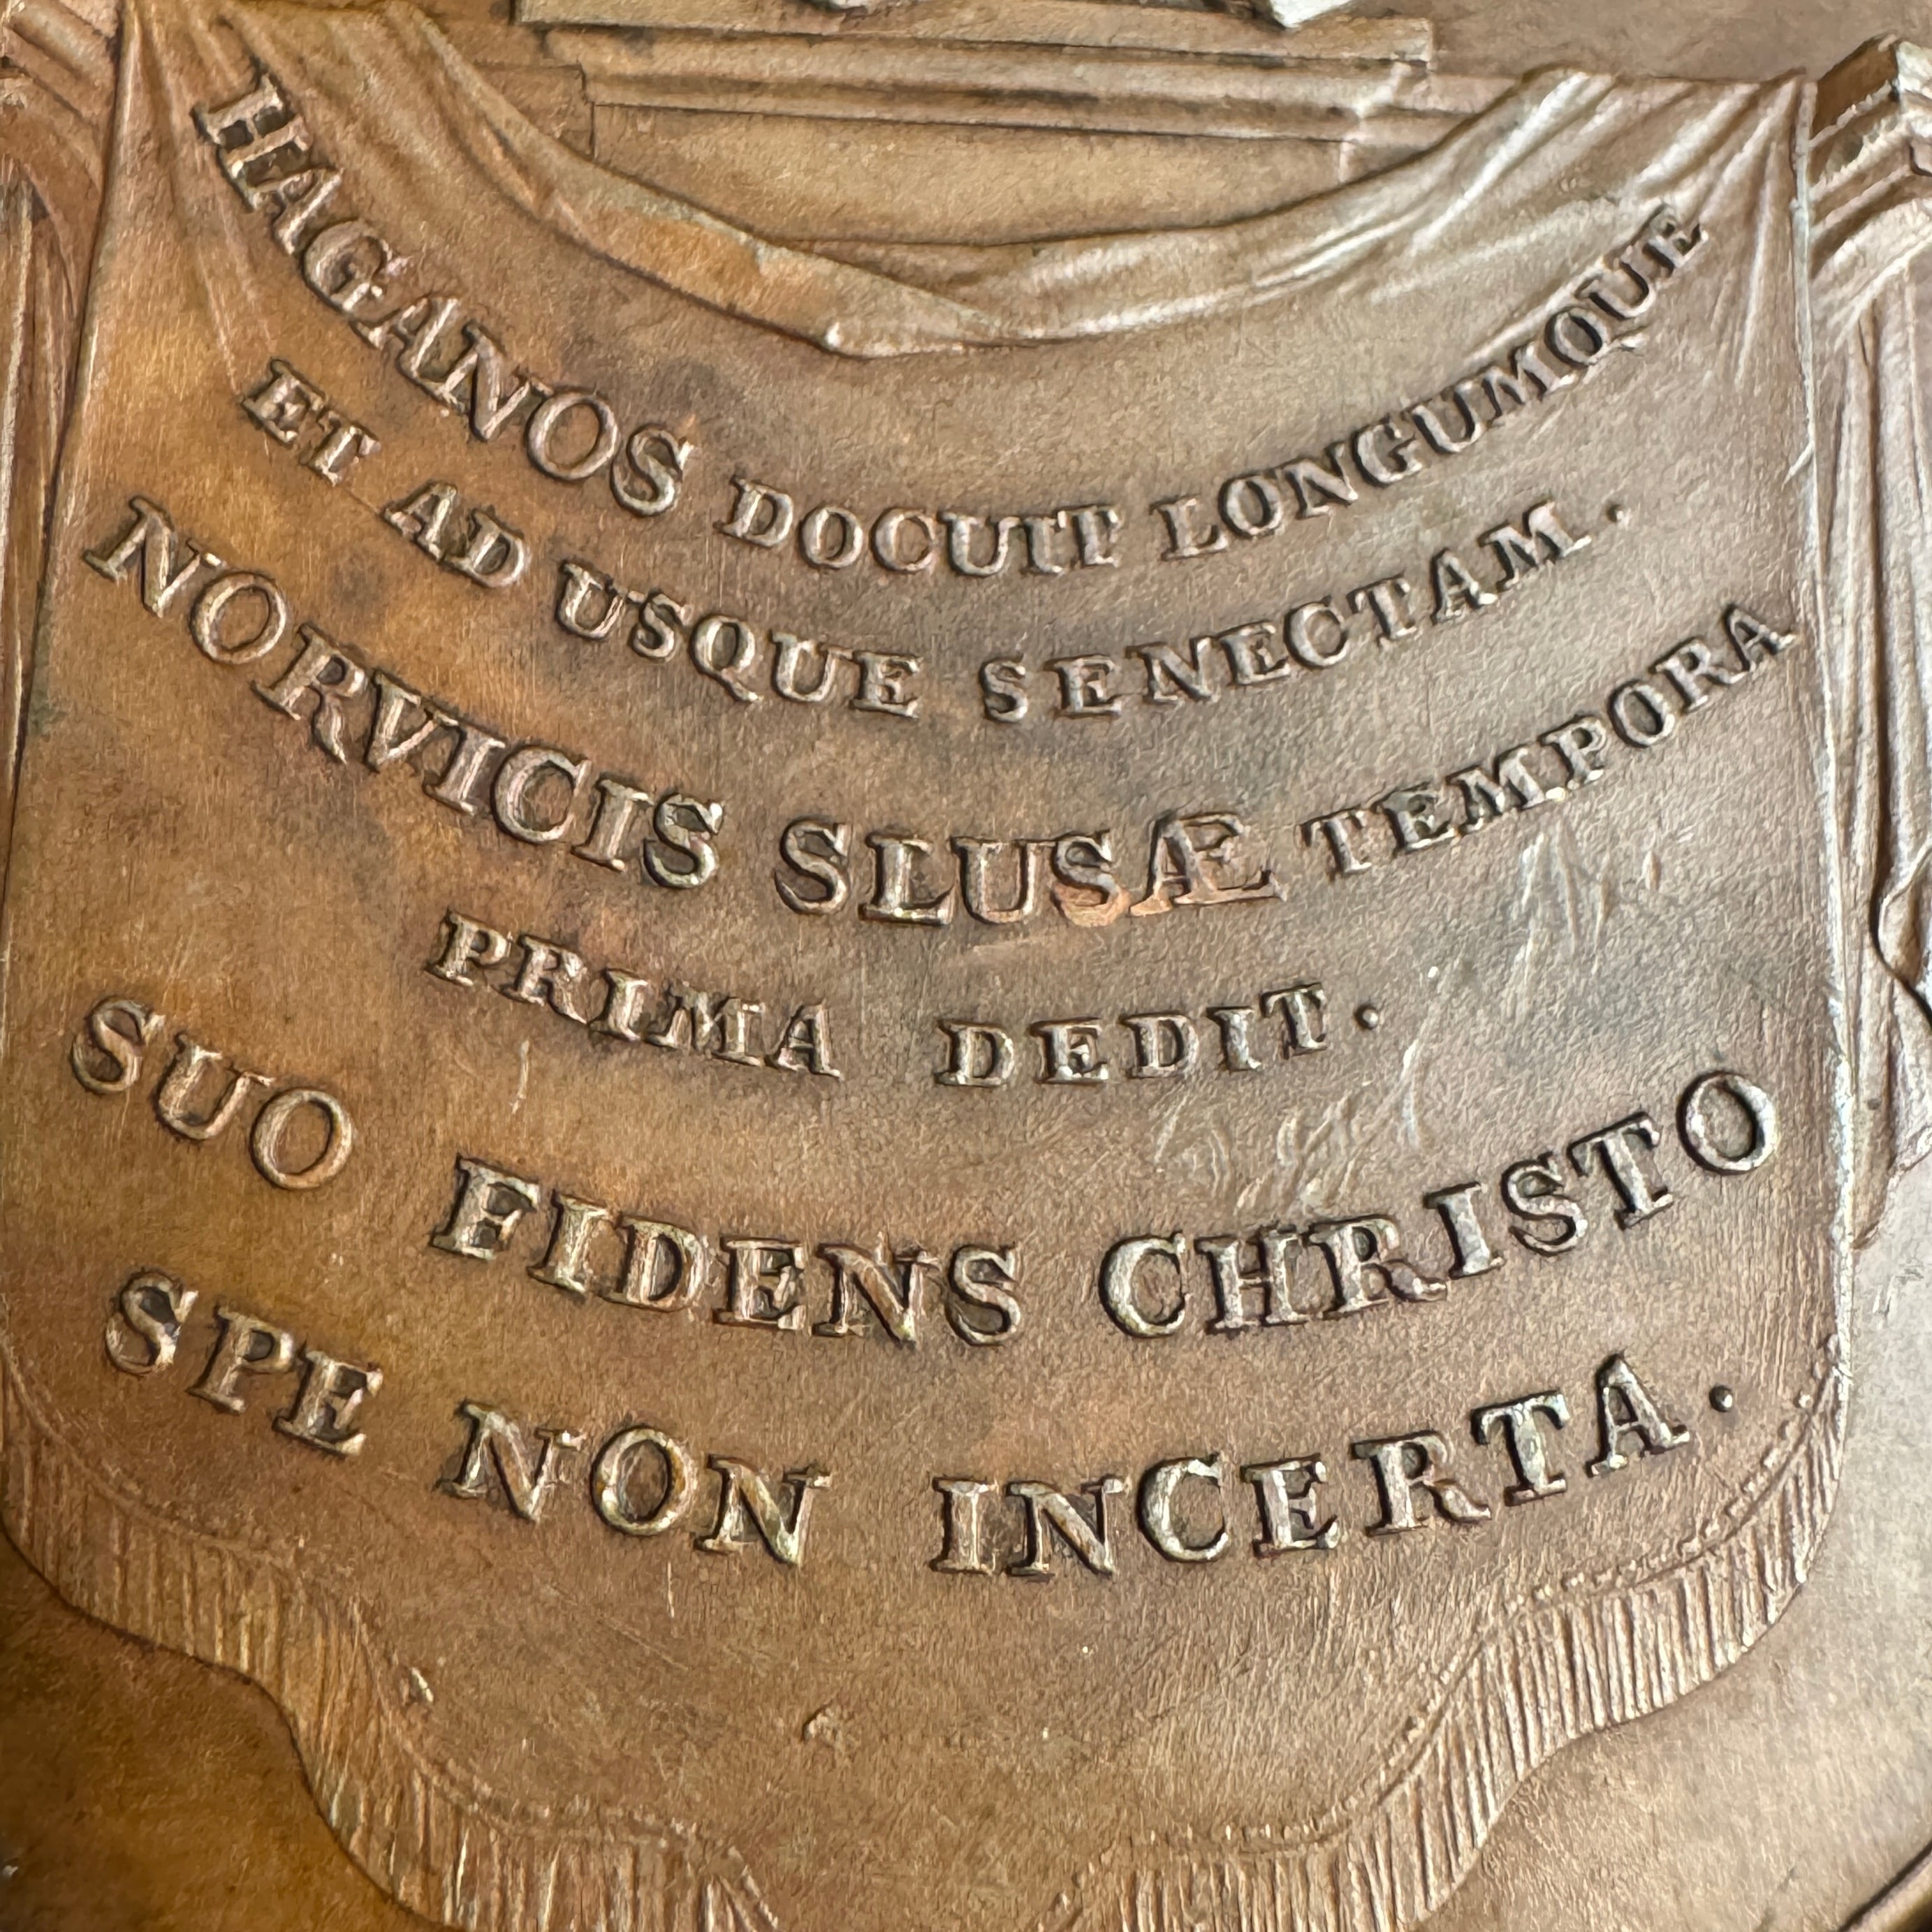 HAGANOS DOCUIT LONGUMQUE
ET AD USQUE SENECTAM.
NORVICIS SLUSÆ TEMPORA
PRIMA DEDIT.
SUO FIDENS CHRISTO
SPE NON INCERTA.